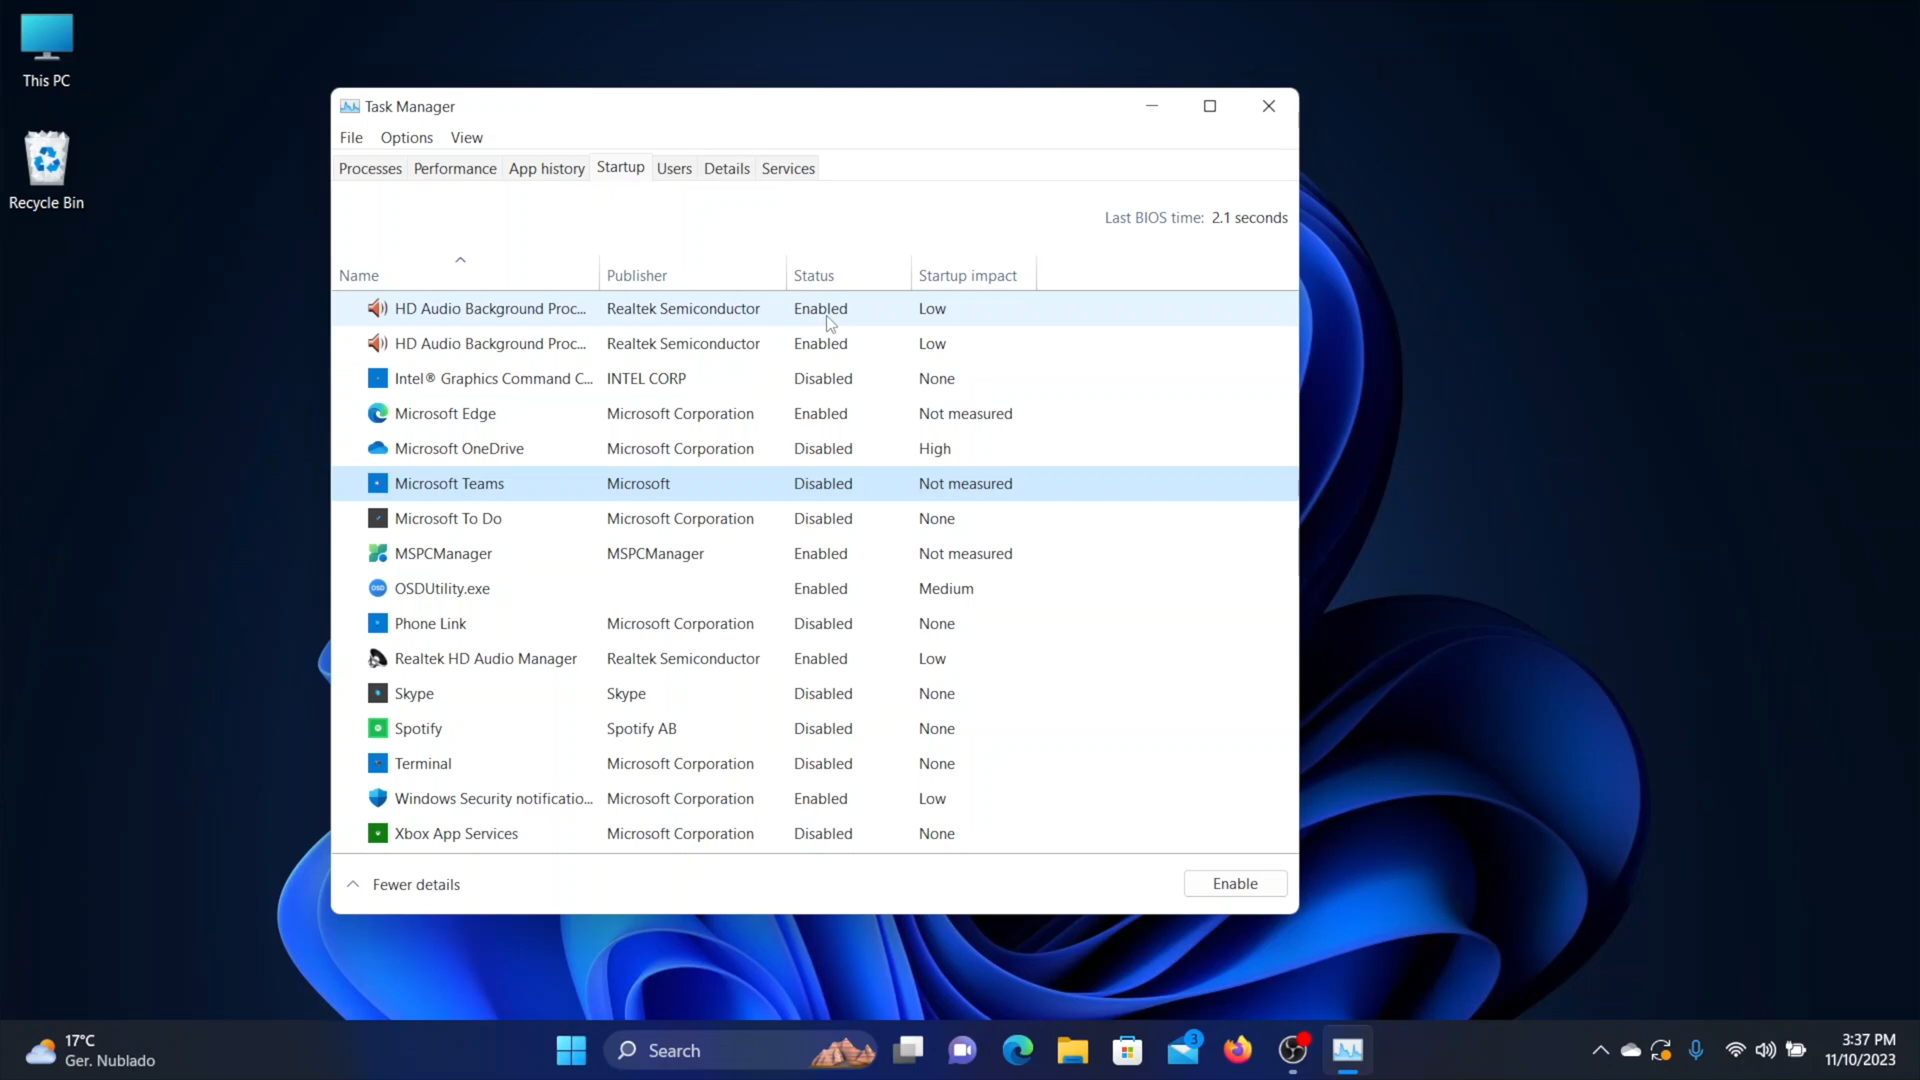 This PC
Recycle Bin
Task Manager
File Options View
Processes Performance App history Startup Users Details Services
Last BIOS time: 2.1 seconds
Name Publisher Status Startup impact
HD Audio Background Proc... Realtek Semiconductor Enabled Low
HD Audio Background Proc... Realtek Semiconductor Enabled Low
Intel® Graphics Command C... INTEL CORP Disabled None
Microsoft Edge Microsoft Corporation Enabled Not measured
Microsoft OneDrive Microsoft Corporation Disabled High
Microsoft Teams Microsoft Disabled Not measured
Microsoft To Do Microsoft Corporation Disabled None
MSPCManager MSPCManager Enabled Not measured
OSD OSDUtility.exe Enabled Medium
Phone Link Microsoft Corporation Disabled None
Realtek HD Audio Manager Realtek Semiconductor Enabled Low
Skype Skype Disabled None
Spotify Spotify AB Disabled None
Terminal Microsoft Corporation Disabled None
Windows Security notificatio... Microsoft Corporation Enabled Low
Xbox App Services Microsoft Corporation Disabled None
Fewer details Enable
17°C
Ger. Nublado
Search
3
3:37 PM
11/10/2023